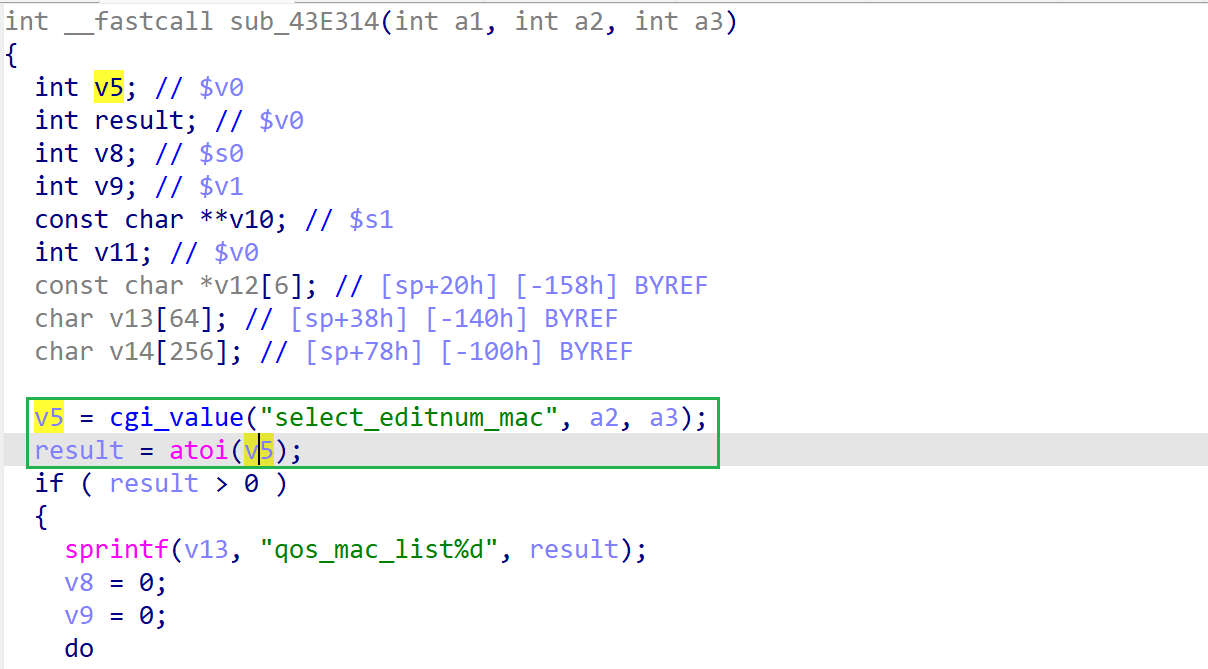 int __fastcall sub_43E314(int a1, int a2, int a3)
{
int v5; // $v0
int result; // $v0
int v8; // $s0
int v9; // $v1
const char **v10; // $s1
int v11; // $v0
const char *v12[6]; // [sp+20h] [-158h] BYREF
char v13[64]; // [sp+38h] [-140h] BYREF
char v14[256]; // [sp+78h] [-100h] BYREF
v5 = cgi_value("select_editnum_mac", a2, a3);
result = atoi(v5);
if ( result > 0 )
{
sprintf(v13, "qos_mac_list%d", result);
v8 = 0;
v9 = 0;
do